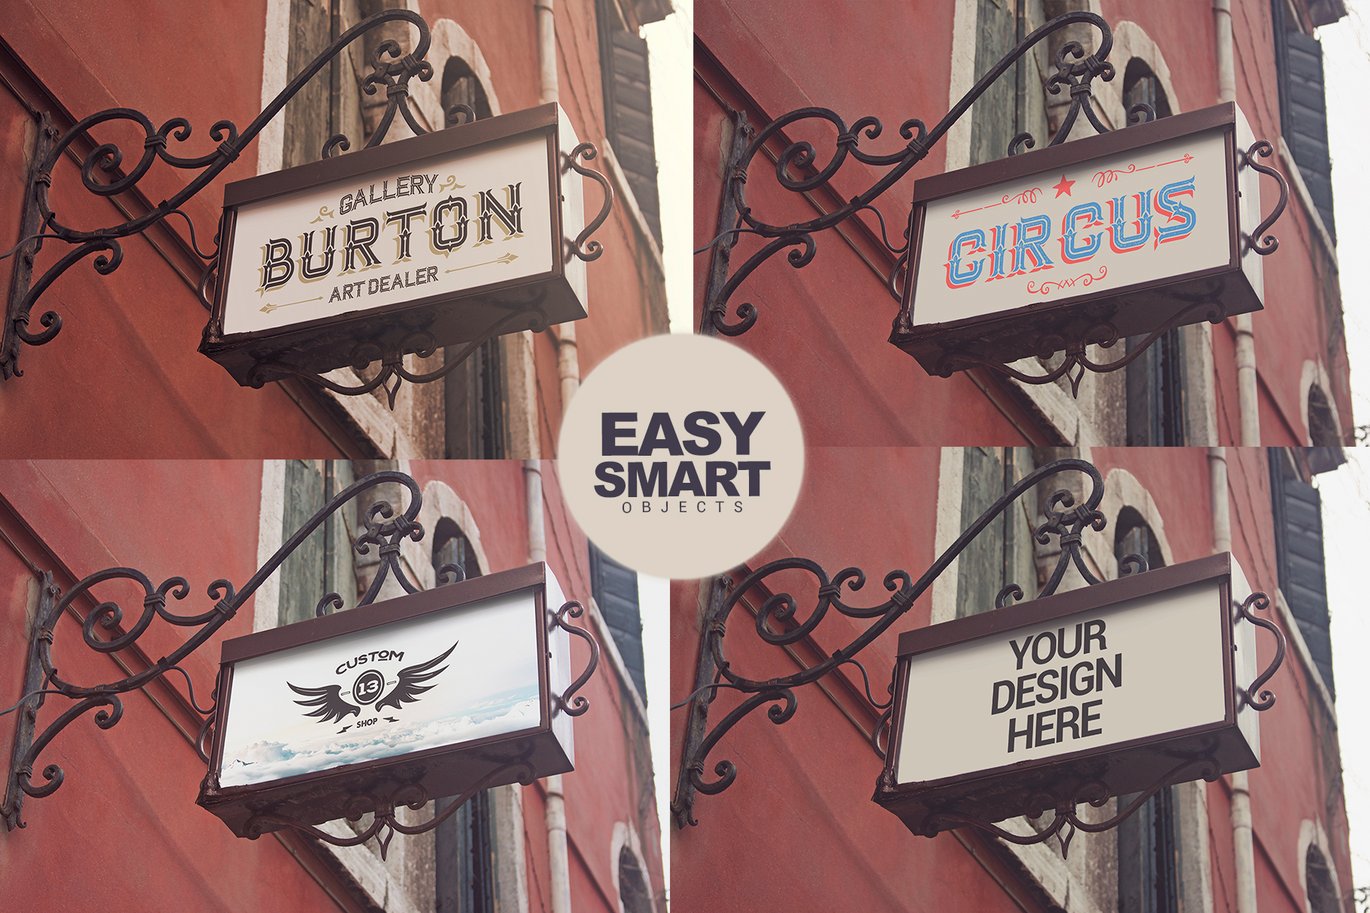 GALLERY
BURTON
ART DEALER
CIRCUS
EASY
SMART
OBJECTS
CUSTOM
13
SHOP
YOUR
DESIGN
HERE